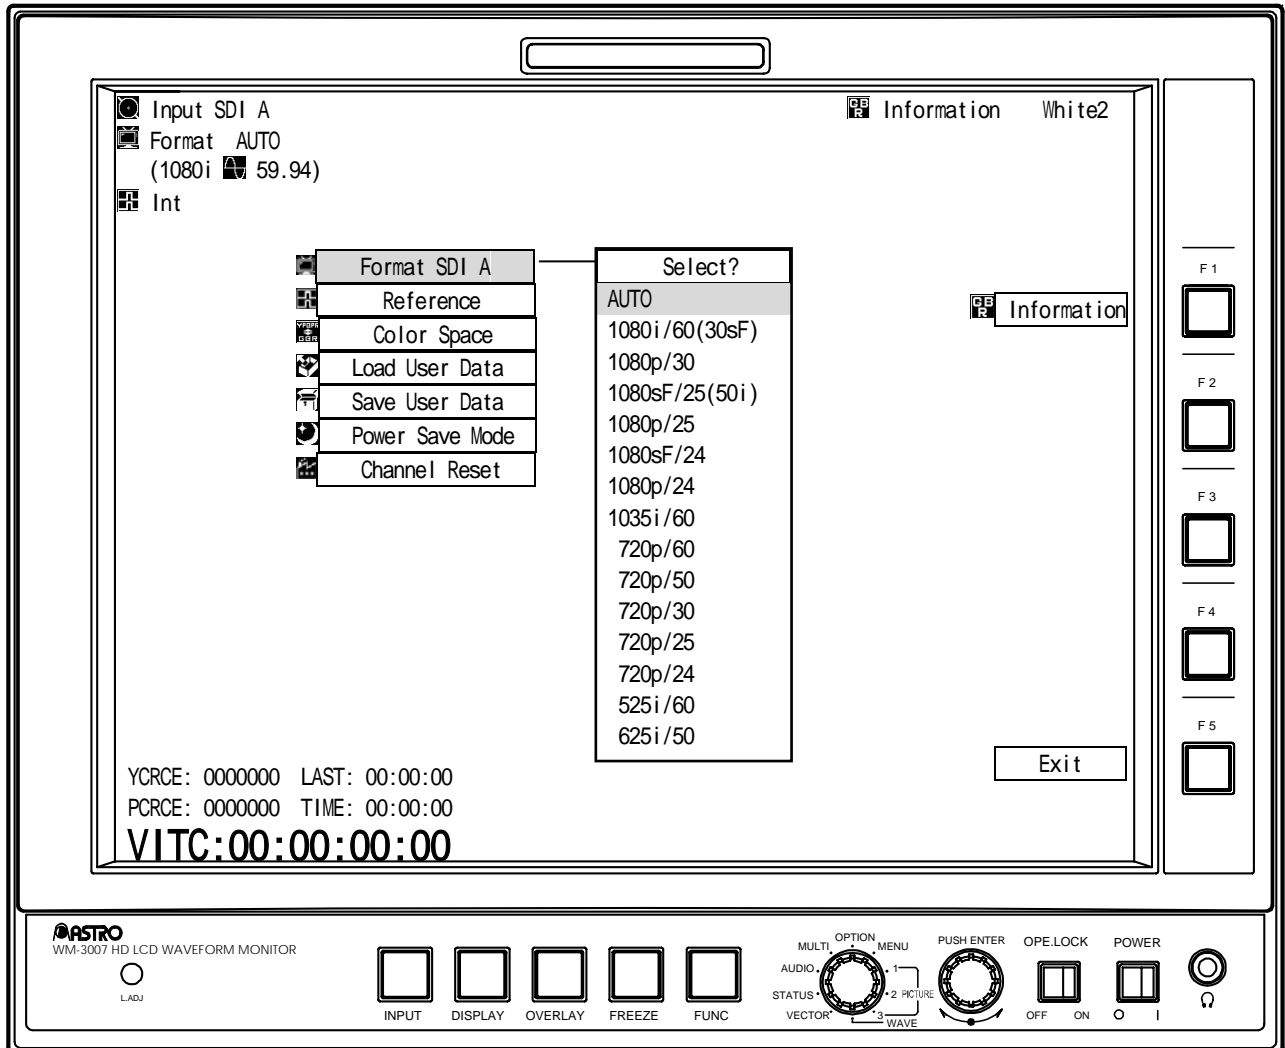 Input SDI A
Format AUTO
(1080i 59.94)
Int
GB R Information White2
Format SDI A
Reference
Color Space
Load User Data
Save User Data
Power Save Mode
Channel Reset
Select?
AUTO
1080i/60(30sF)
1080p/30
1080sF/25(50i)
1080p/25
1080sF/24
1080p/24
1035i/60
720p/60
720p/50
720p/30
720p/25
720p/24
525i/60
625i/50
GB R Information
Exit
F1
F2
F3
F4
F5
YCRCE: 0000000 LAST: 00:00:00
PCRCE: 0000000 TIME: 00:00:00
VITC:00:00:00:00
ASTRO
WM-3007 HD LCD WAVEFORM MONITOR
L.ADJ
INPUT DISPLAY OVERLAY FREEZE FUNC
OPTION
MULTI MENU
AUDIO 1
STATUS 2 PICTURE
VECTOR 3
WAVE
PUSH ENTER
OPE.LOCK
OFF ON
POWER
O I